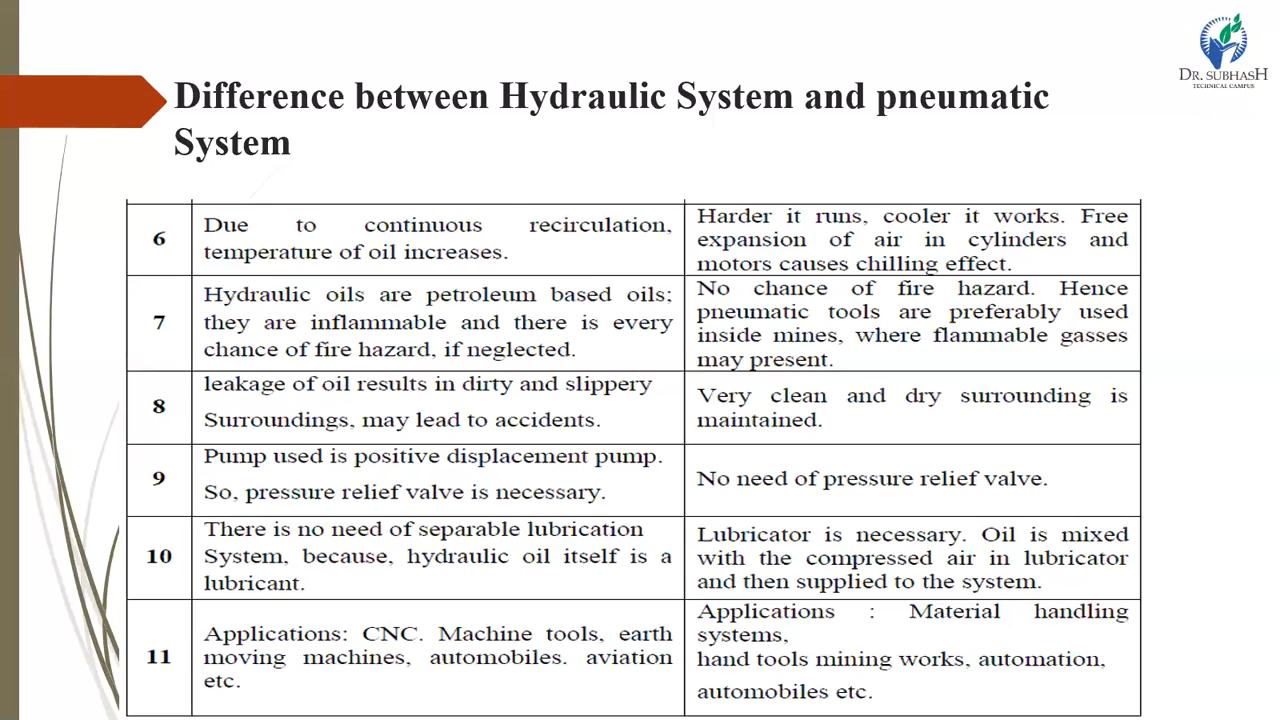 DR. SUBHASH
TECHNICAL CAMPUS
Difference between Hydraulic System and pneumatic
System
6
Due to continuous recirculation,
temperature of oil increases.
Harder it runs, cooler it works. Free
expansion of air in cylinders and
motors causes chilling effect.
7
Hydraulic oils are petroleum based oils;
they are inflammable and there is every
chance of fire hazard, if neglected.
No chance of fire hazard. Hence
pneumatic tools are preferably used
inside mines, where flammable gasses
may present.
8
leakage of oil results in dirty and slippery
Surroundings, may lead to accidents.
Very clean and dry surrounding is
maintained.
9
Pump used is positive displacement pump.
So, pressure relief valve is necessary.
No need of pressure relief valve.
10
There is no need of separable lubrication
System, because, hydraulic oil itself is a
lubricant.
Lubricator is necessary. Oil is mixed
with the compressed air in lubricator
and then supplied to the system.
11
Applications: CNC. Machine tools, earth
moving machines, automobiles. aviation
etc.
Applications : Material handling
systems,
hand tools mining works, automation,
automobiles etc.